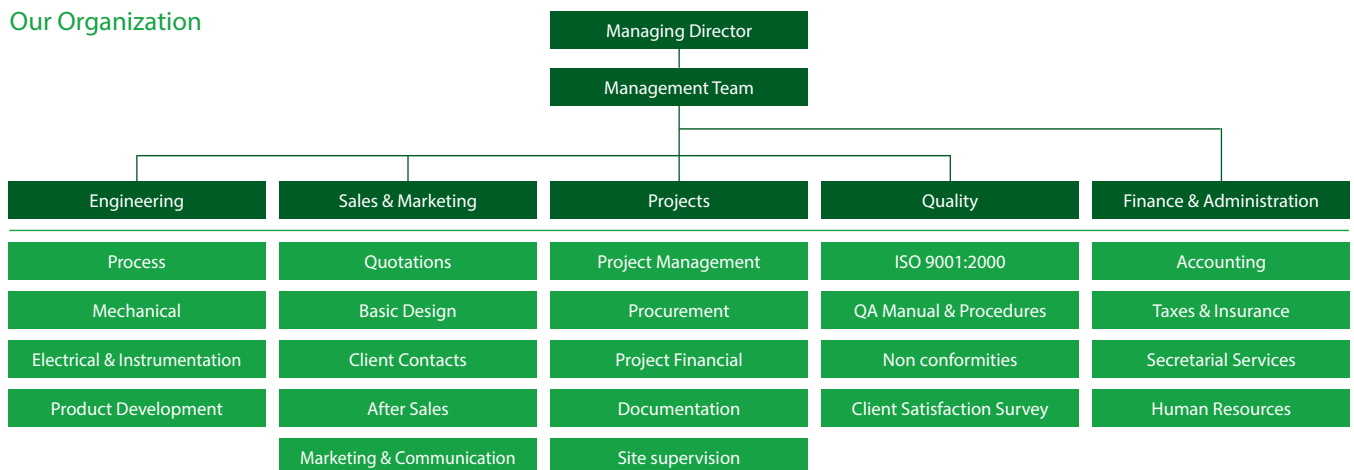 Our Organization
Managing Director
Management Team
Engineering
Sales & Marketing
Projects
Quality
Finance & Administration
Process
Quotations
Project Management
ISO 9001:2000
Accounting
Mechanical
Basic Design
Procurement
QA Manual & Procedures
Taxes & Insurance
Electrical & Instrumentation
Client Contacts
Project Financial
Non conformities
Secretarial Services
Product Development
After Sales
Documentation
Client Satisfaction Survey
Human Resources
Marketing & Communication
Site supervision